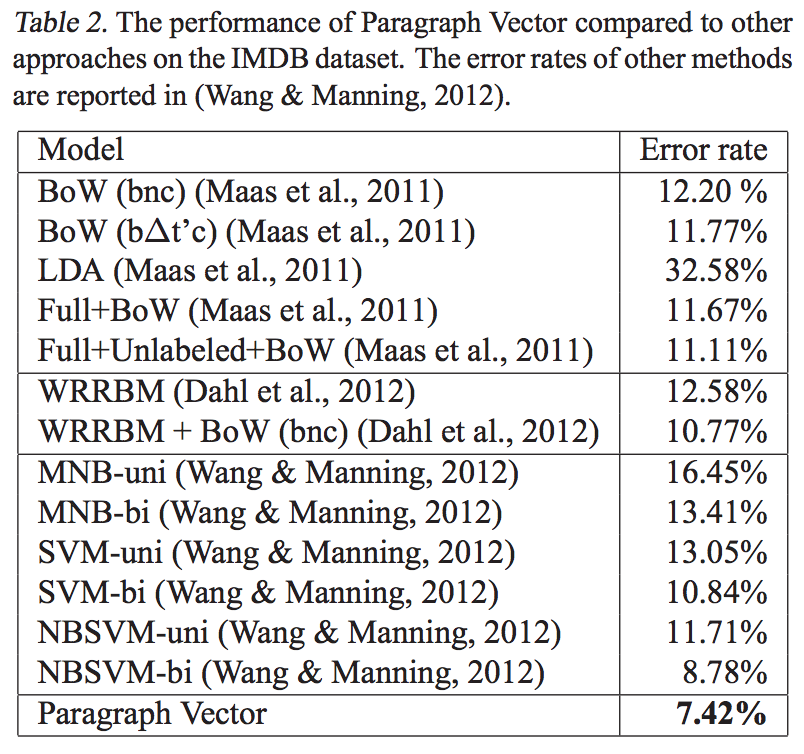 Table 2. The performance of Paragraph Vector compared to other
approaches on the IMDB dataset. The error rates of other methods
are reported in (Wang & Manning, 2012).
Model Error rate
BoW (bnc) (Maas et al., 2011) 12.20 %
BoW (bΔt’c) (Maas et al., 2011) 11.77%
LDA (Maas et al., 2011) 32.58%
Full+BoW (Maas et al., 2011) 11.67%
Full+Unlabeled+BoW (Maas et al., 2011) 11.11%
WRRBM (Dahl et al., 2012) 12.58%
WRRBM + BoW (bnc) (Dahl et al., 2012) 10.77%
MNB-uni (Wang & Manning, 2012) 16.45%
MNB-bi (Wang & Manning, 2012) 13.41%
SVM-uni (Wang & Manning, 2012) 13.05%
SVM-bi (Wang & Manning, 2012) 10.84%
NBSVM-uni (Wang & Manning, 2012) 11.71%
NBSVM-bi (Wang & Manning, 2012) 8.78%
Paragraph Vector 7.42%